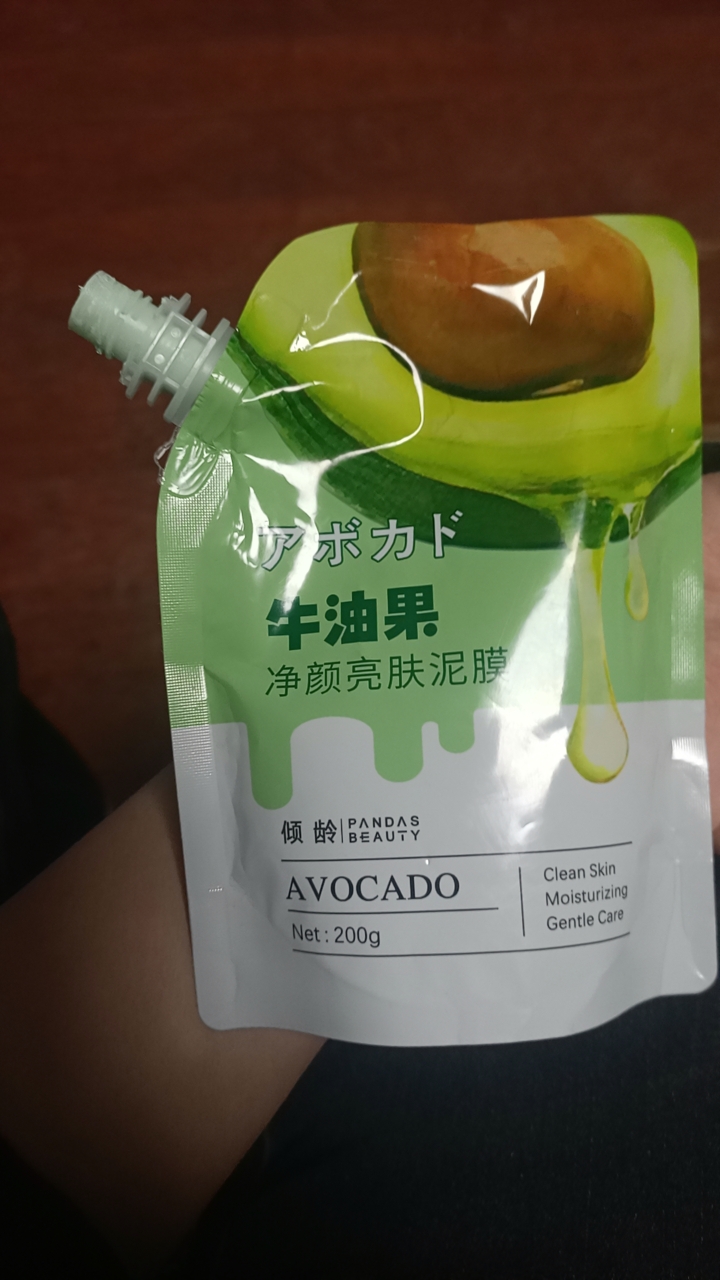 アボカド
牛油果
净颜亮肤泥膜
倾龄|PANDAS BEAUTY
AVOCADO
Net : 200g
Clean Skin
Moisturizing
Gentle Care